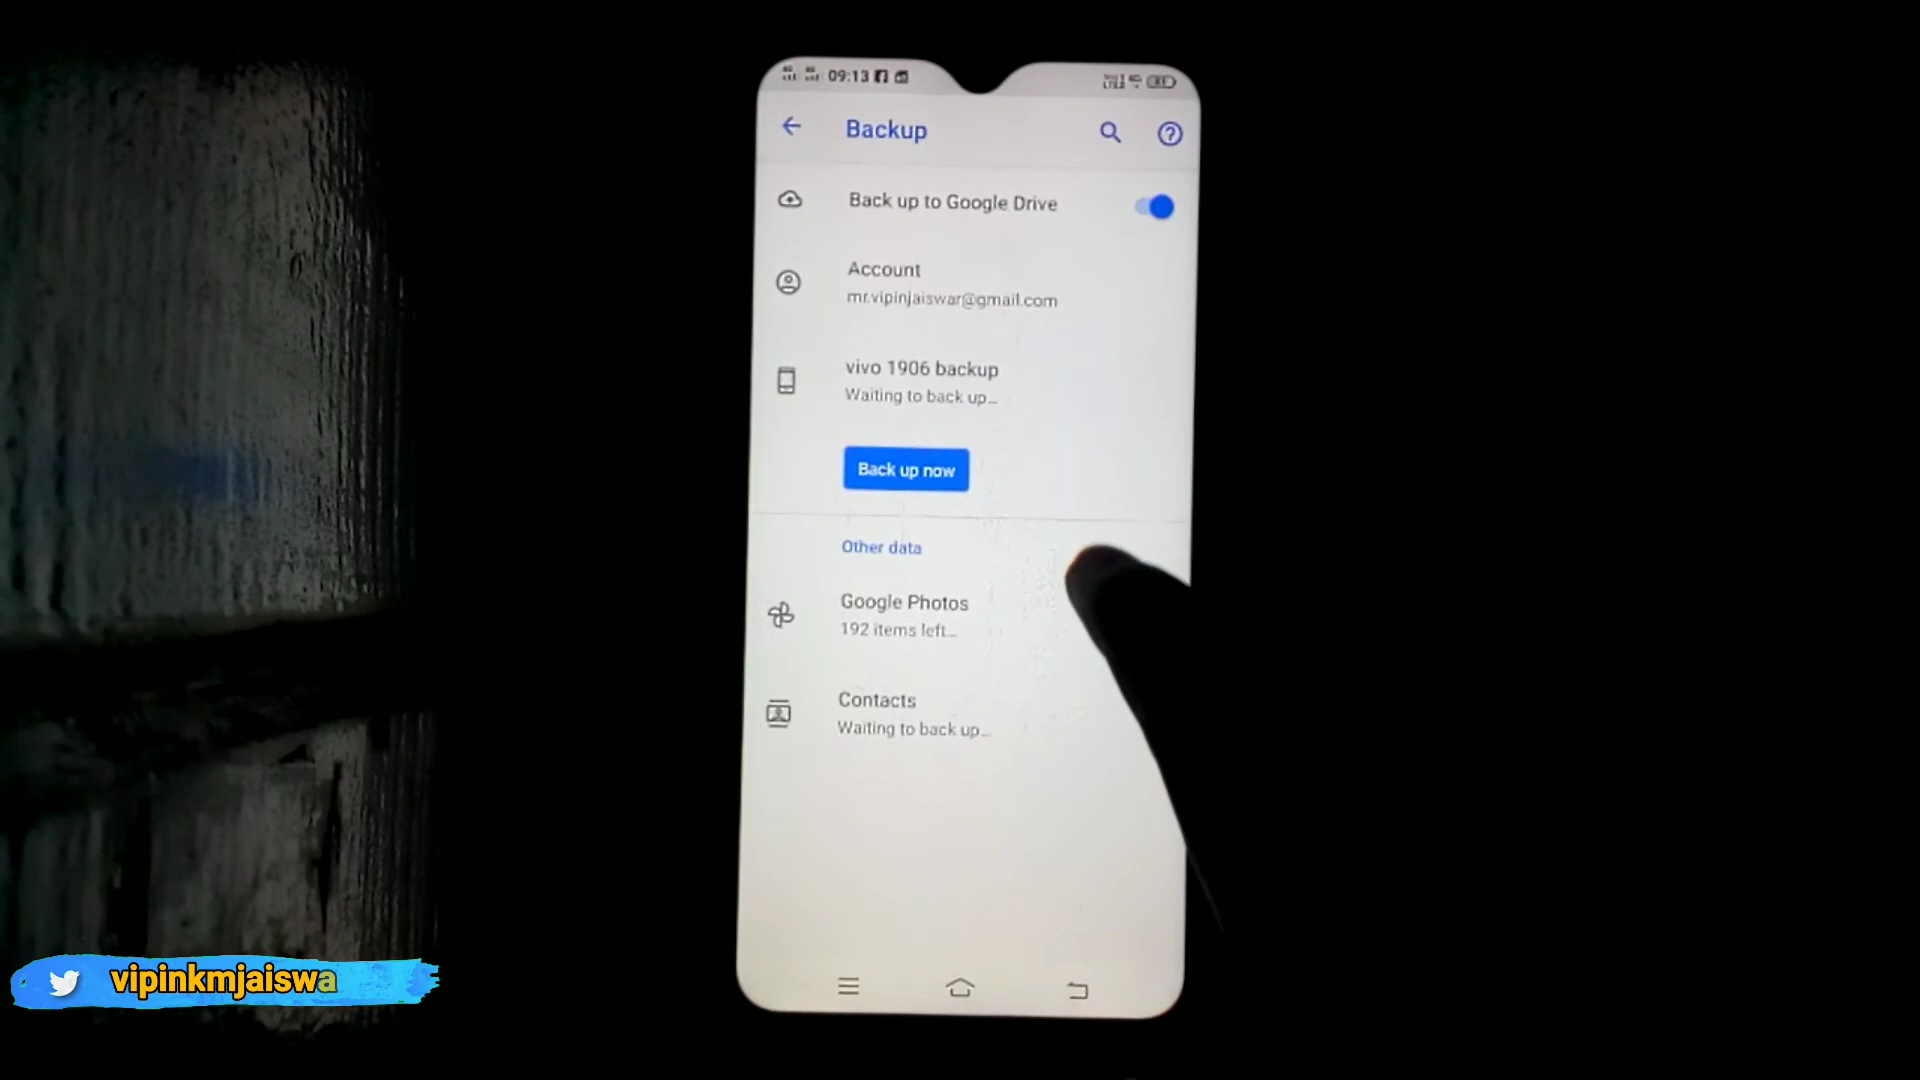 09:13
Backup
Back up to Google Drive
Account
mr.vipinjaiswar@gmail.com
vivo 1906 backup
Waiting to back up...
Back up now
Other data
Google Photos
192 items left...
Contacts
Waiting to back up...
vipinkmjaiswa